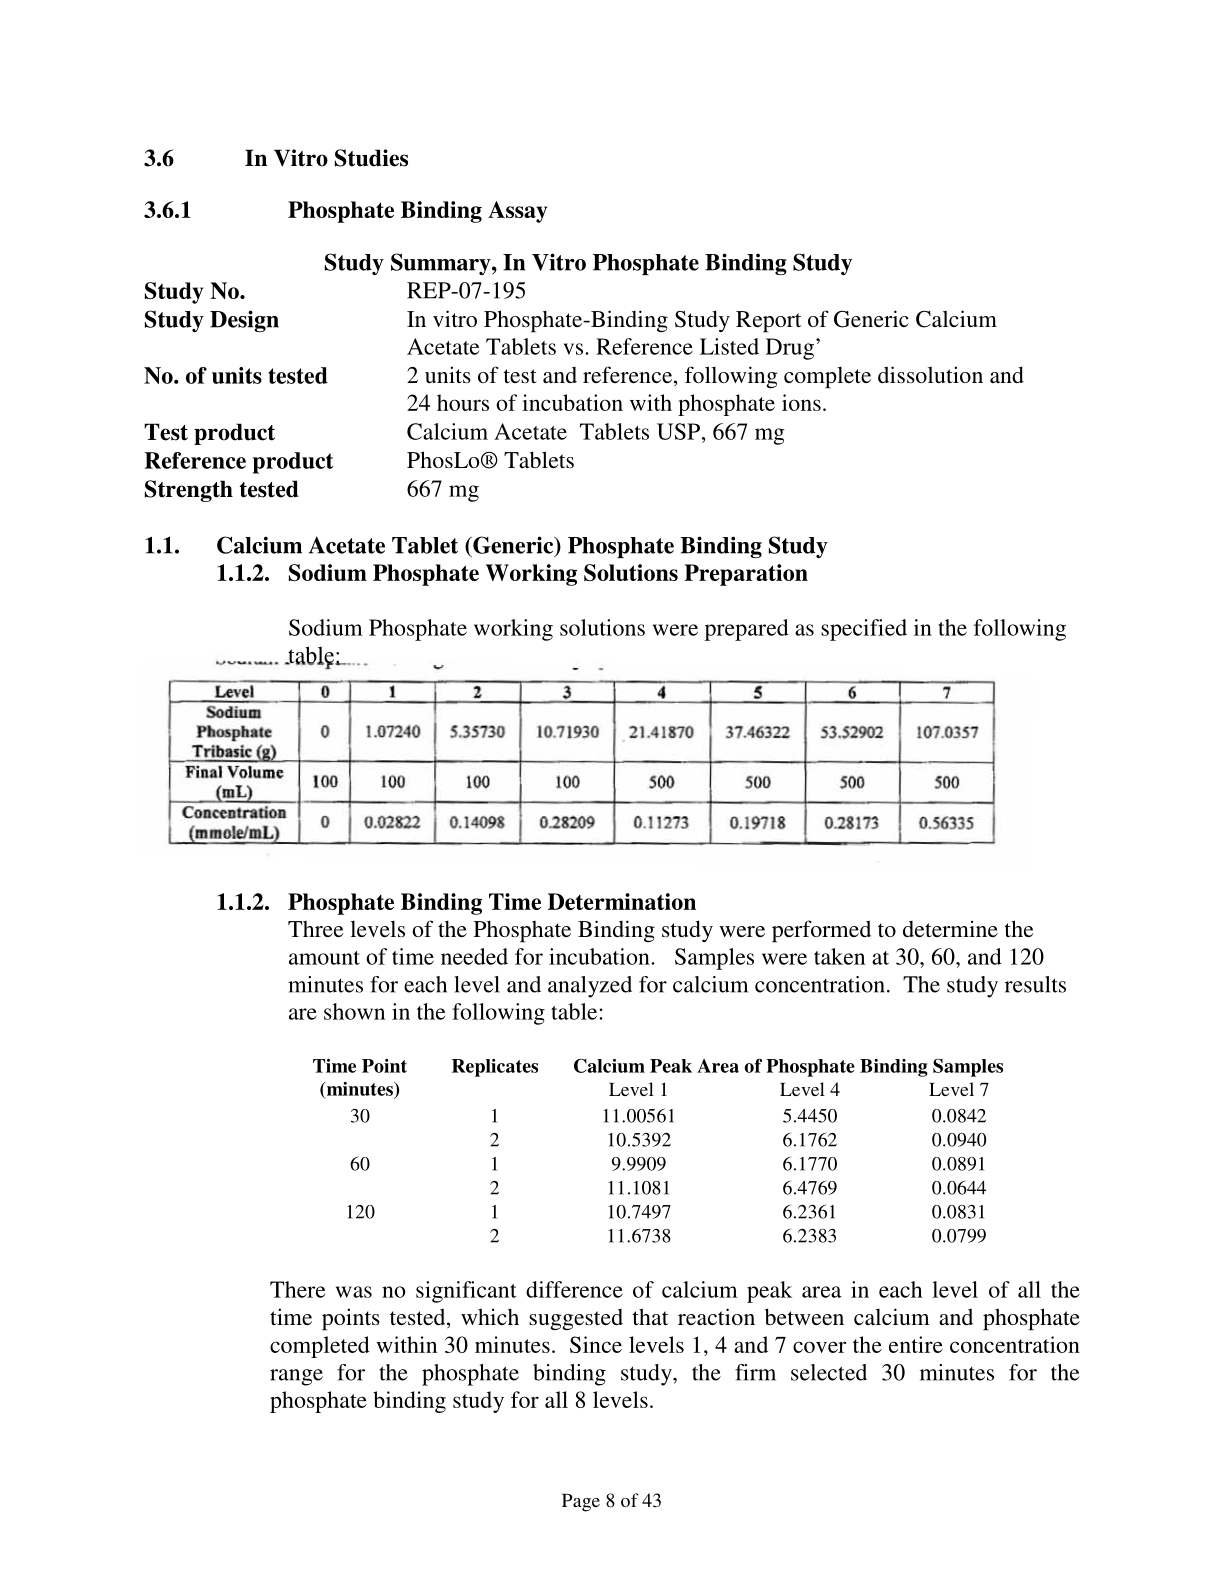 3.6 In Vitro Studies
3.6.1 Phosphate Binding Assay
Study Summary, In Vitro Phosphate Binding Study
Study No. REP-07-195
Study Design In vitro Phosphate-Binding Study Report of Generic Calcium
Acetate Tablets vs. Reference Listed Drug’
No. of units tested 2 units of test and reference, following complete dissolution and
24 hours of incubation with phosphate ions.
Test product Calcium Acetate Tablets USP, 667 mg
Reference product PhosLo® Tablets
Strength tested 667 mg
1.1. Calcium Acetate Tablet (Generic) Phosphate Binding Study
1.1.2. Sodium Phosphate Working Solutions Preparation
Sodium Phosphate working solutions were prepared as specified in the following
table:
Level 0 1 2 3 4 5 6 7
Sodium
Phosphate 0 1.07240 5.35730 10.71930 21.41870 37.46322 53.52902 107.0357
Tribasic (g)
Final Volume
(mL) 100 100 100 100 500 500 500 500
Concentration
(mmole/mL) 0 0.02822 0.14098 0.28209 0.11273 0.19718 0.28173 0.56335
1.1.2. Phosphate Binding Time Determination
Three levels of the Phosphate Binding study were performed to determine the
amount of time needed for incubation. Samples were taken at 30, 60, and 120
minutes for each level and analyzed for calcium concentration. The study results
are shown in the following table:
Time Point Replicates Calcium Peak Area of Phosphate Binding Samples
(minutes) Level 1 Level 4 Level 7
30 1 11.00561 5.4450 0.0842
2 10.5392 6.1762 0.0940
60 1 9.9909 6.1770 0.0891
2 11.1081 6.4769 0.0644
120 1 10.7497 6.2361 0.0831
2 11.6738 6.2383 0.0799
There was no significant difference of calcium peak area in each level of all the
time points tested, which suggested that reaction between calcium and phosphate
completed within 30 minutes. Since levels 1, 4 and 7 cover the entire concentration
range for the phosphate binding study, the firm selected 30 minutes for the
phosphate binding study for all 8 levels.
Page 8 of 43